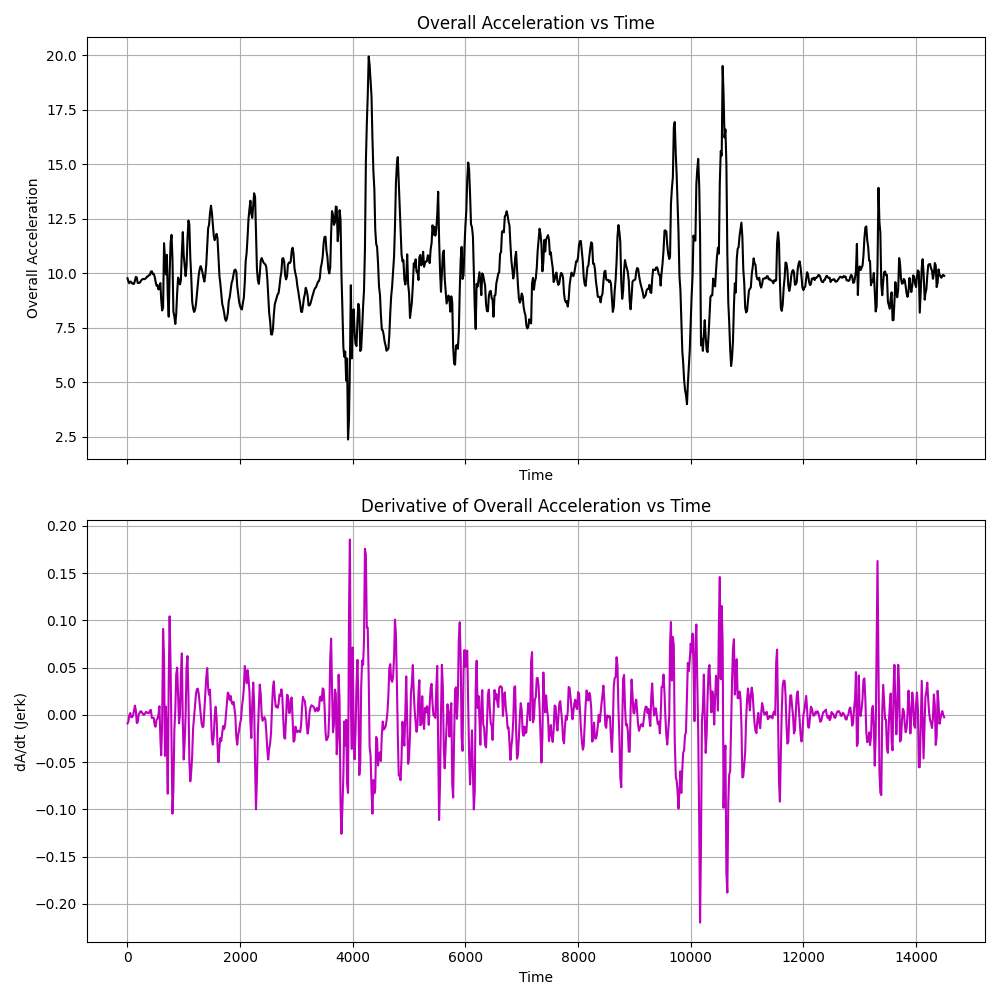 Overall Acceleration vs Time
20.0
17.5
15.0
12.5
10.0
7.5
5.0
2.5
Overall Acceleration
Time
Derivative of Overall Acceleration vs Time
0.20
0.15
0.10
0.05
0.00
−0.05
−0.10
−0.15
−0.20
dA/dt (Jerk)
0 2000 4000 6000 8000 10000 12000 14000
Time